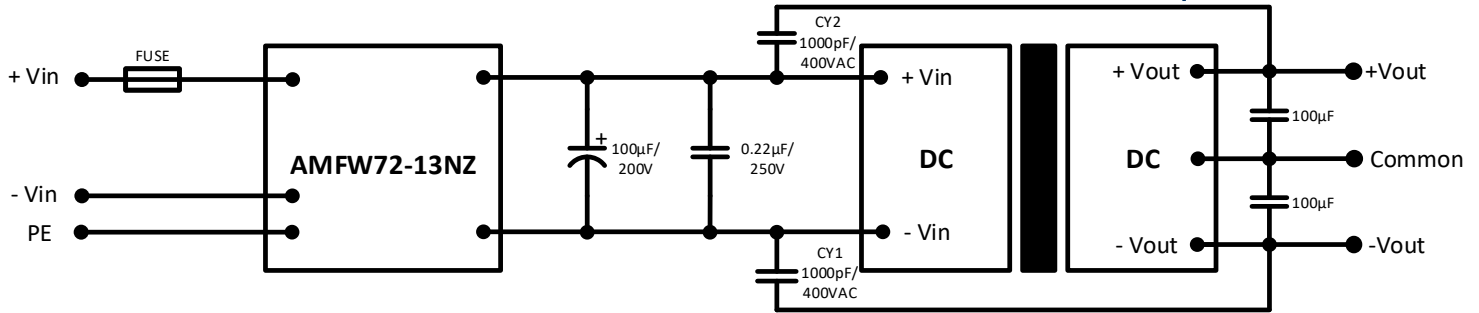 CY2
1000pF/
400VAC
FUSE
+ Vin
+ Vin
+ Vout
+Vout
+
100µF
AMFW72-13NZ
100µF/
200V
0.22µF/
250V
DC
DC
Common
- Vin
100µF
PE
- Vin
- Vout
-Vout
CY1
1000pF/
400VAC